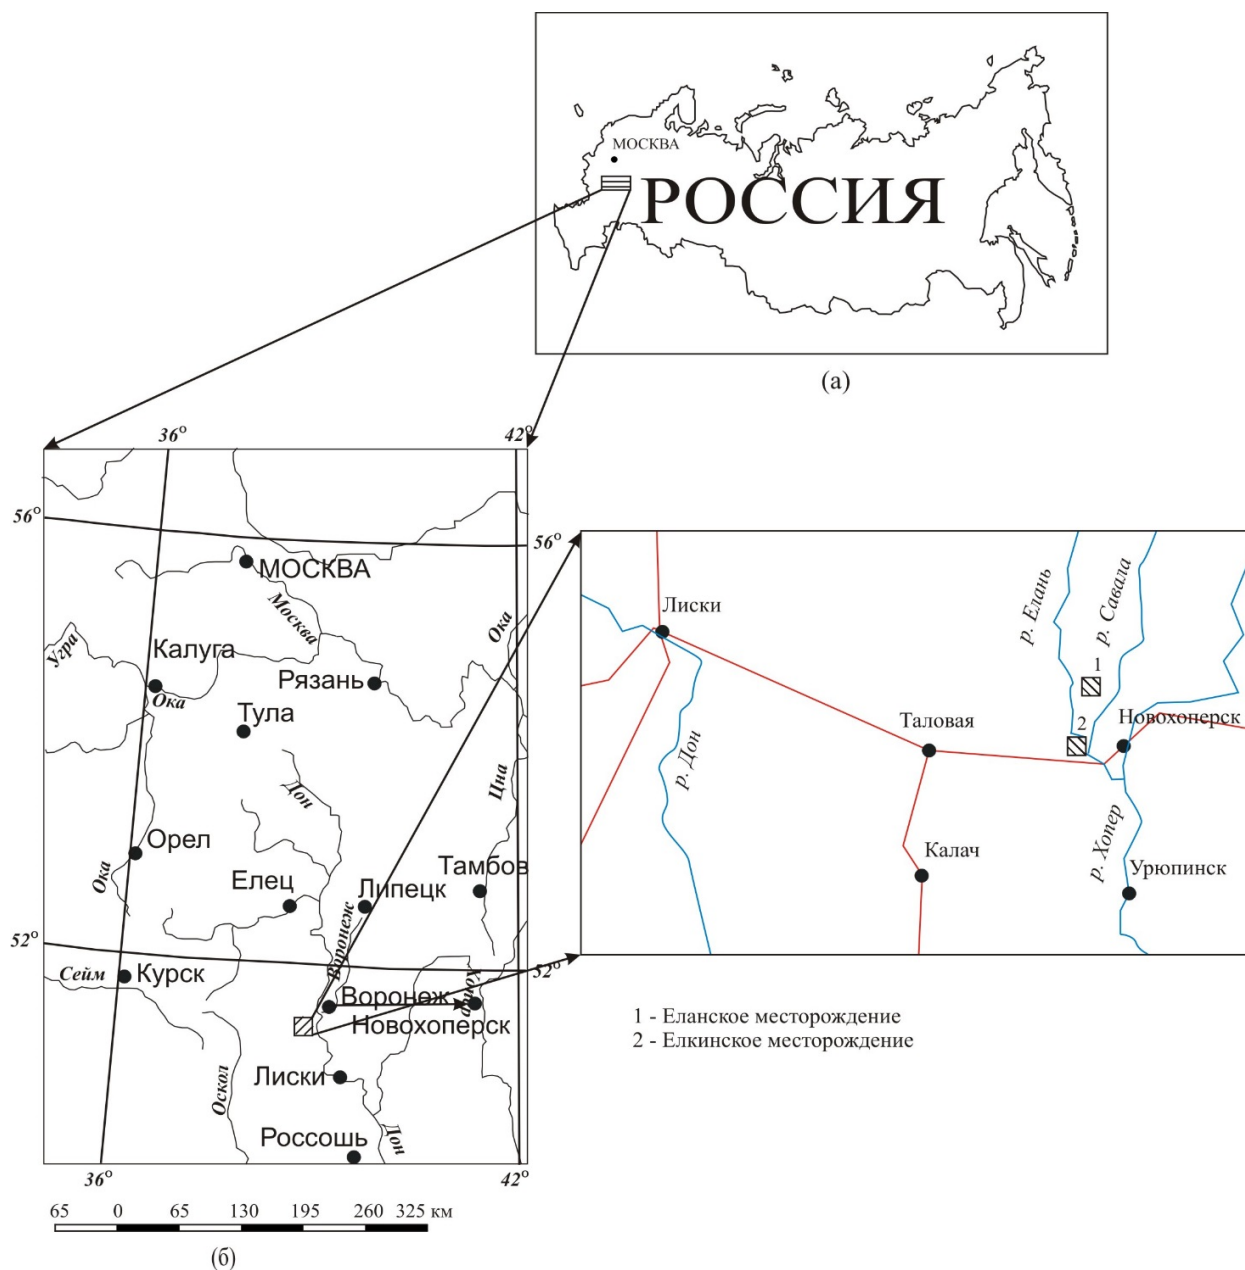 МОСКВА
РОССИЯ
(а)
36°
42°
56°
56°
МОСКВА
Москва
Ока
Угра
Калуга
Рязань
Ока
Тула
Цна
Дон
Орел
Ока
Тамбов
Елец
Липецк
Воронеж
52°
52°
Сейм
Курск
Хопер
Воронеж
Новохоперск
Лиски
Оскол
Дон
Россошь
36°
42°
65 0 65 130 195 260 325 км
(б)
Лиски
р. Елань
р. Савала
1
Таловая
2
Новохоперск
р. Дон
Калач
р. Хопер
Урюпинск
1 - Еланское месторождение
2 - Елкинское месторождение